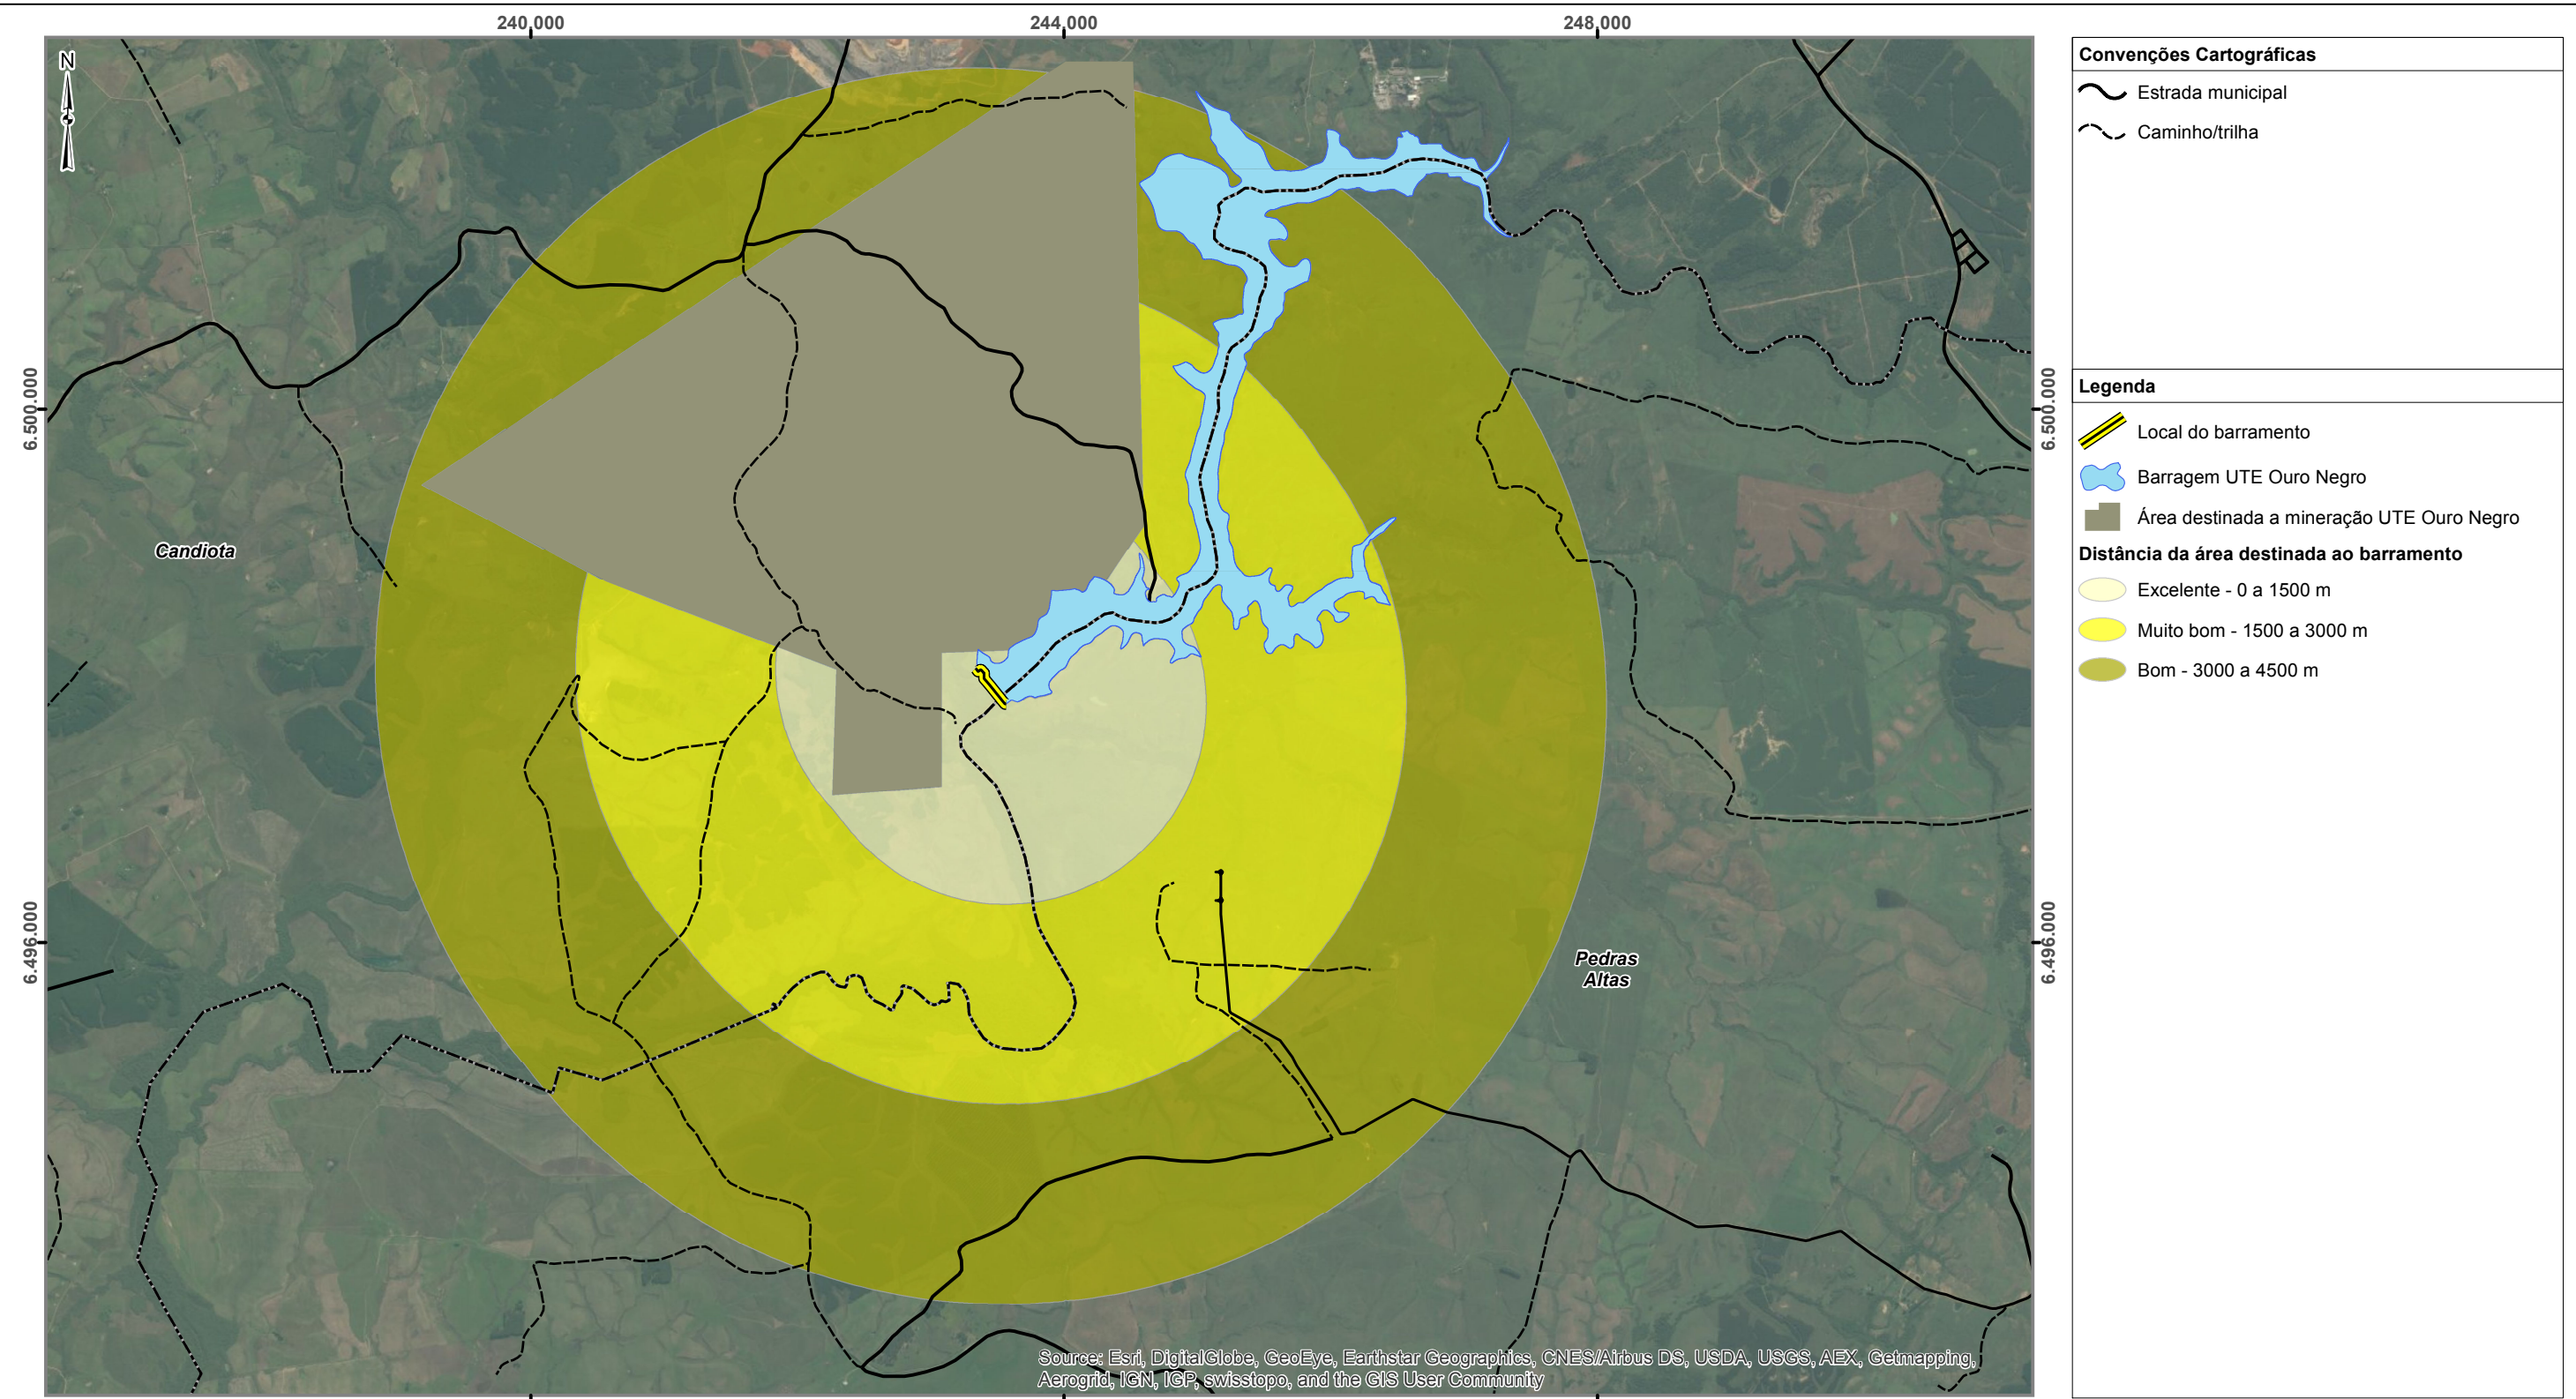 240.000
244.000
248.000
N
6.500.000
6.496.000
6.500.000
6.496.000
Candiota
Pedras
Altas
Source: Esri, DigitalGlobe, GeoEye, Earthstar Geographics, CNES/Airbus DS, USDA, USGS, AEX, Getmapping,
Aerogrid, IGN, IGP, swisstopo, and the GIS User Community
Convenções Cartográficas
Estrada municipal
Caminho/trilha
Legenda
Local do barramento
Barragem UTE Ouro Negro
Área destinada a mineração UTE Ouro Negro
Distância da área destinada ao barramento
Excelente - 0 a 1500 m
Muito bom - 1500 a 3000 m
Bom - 3000 a 4500 m